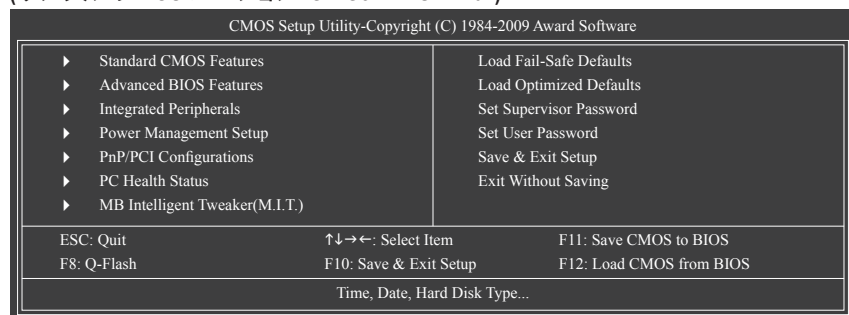 CMOS Setup Utility-Copyright (C) 1984-2009 Award Software
Standard CMOS Features
Advanced BIOS Features
Integrated Peripherals
Power Management Setup
PnP/PCI Configurations
PC Health Status
MB Intelligent Tweaker(M.I.T.)
Load Fail-Safe Defaults
Load Optimized Defaults
Set Supervisor Password
Set User Password
Save & Exit Setup
Exit Without Saving
ESC: Quit
↑↓→←: Select Item
F11: Save CMOS to BIOS
F8: Q-Flash
F10: Save & Exit Setup
F12: Load CMOS from BIOS
Time, Date, Hard Disk Type...